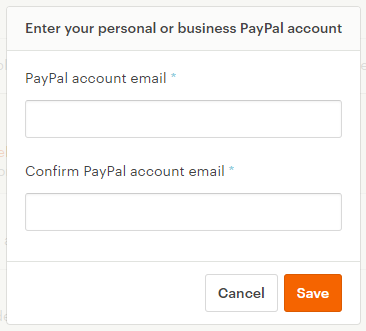 Enter your personal or business PayPal account
PayPal account email *
Confirm PayPal account email *
Cancel
Save